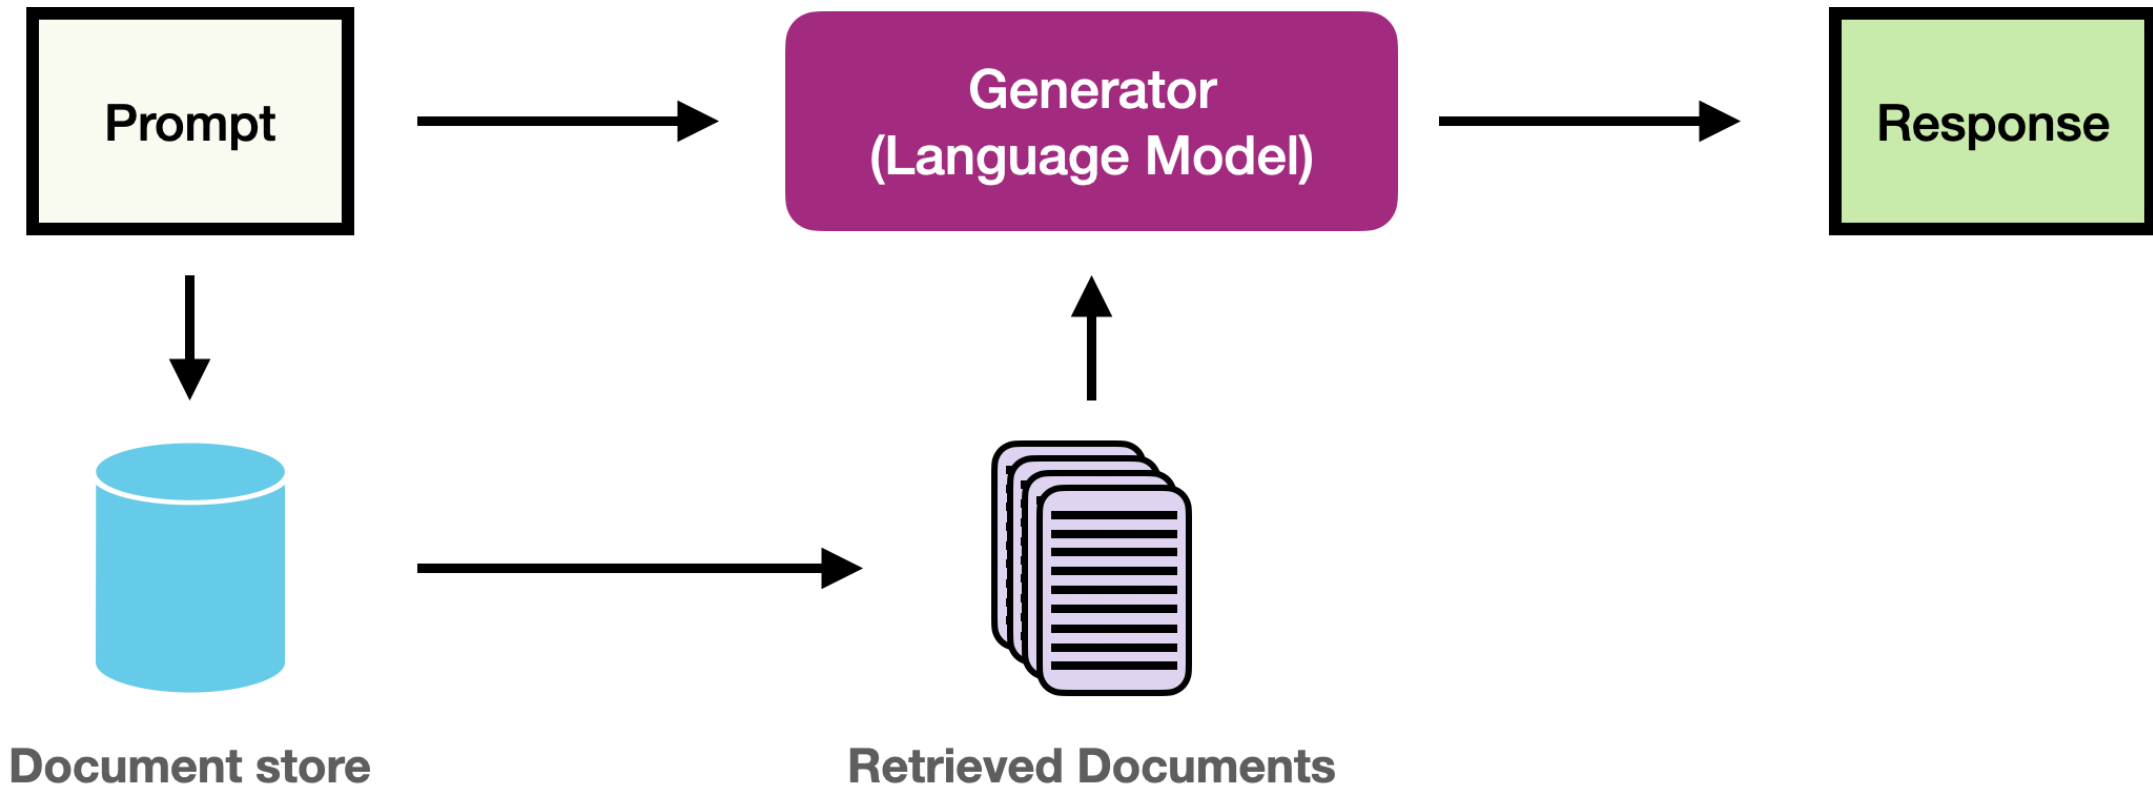 Prompt
Generator
(Language Model)
Response
Document store
Retrieved Documents